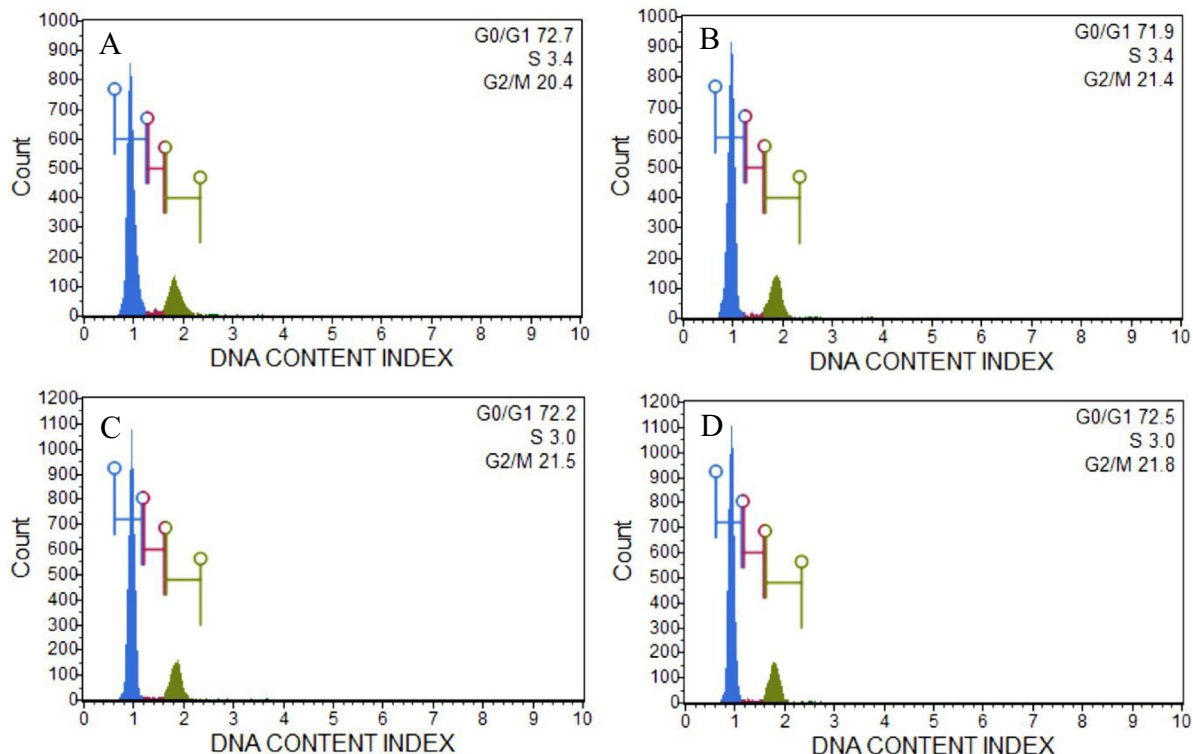 A
G0/G1 72.7
S 3.4
G2/M 20.4
Count
1000
900
800
700
600
500
400
300
200
100
0
0 1 2 3 4 5 6 7 8 9 10
DNA CONTENT INDEX
B
G0/G1 71.9
S 3.4
G2/M 21.4
Count
1000
900
800
700
600
500
400
300
200
100
0
0 1 2 3 4 5 6 7 8 9 10
DNA CONTENT INDEX
C
G0/G1 72.2
S 3.0
G2/M 21.5
Count
1200
1100
1000
900
800
700
600
500
400
300
200
100
0
0 1 2 3 4 5 6 7 8 9 10
DNA CONTENT INDEX
D
G0/G1 72.5
S 3.0
G2/M 21.8
Count
1200
1100
1000
900
800
700
600
500
400
300
200
100
0
0 1 2 3 4 5 6 7 8 9 10
DNA CONTENT INDEX